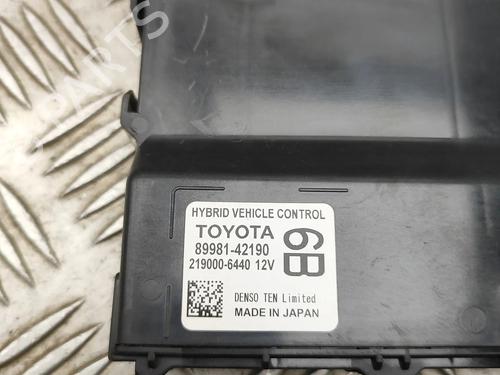 HYBRID VEHICLE CONTROL
TOYOTA
89981-42190
219000-6440 12V
6B
DENSO TEN Limited
MADE IN JAPAN
PARTS